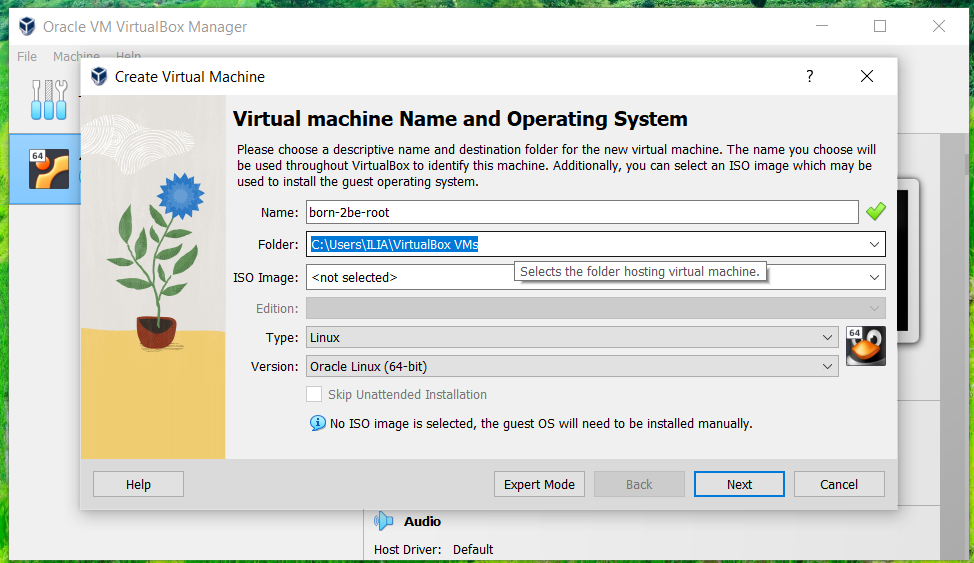 Oracle VM VirtualBox Manager
File Machine Help
Create Virtual Machine
?
Virtual machine Name and Operating System
Please choose a descriptive name and destination folder for the new virtual machine. The name you choose will
be used throughout VirtualBox to identify this machine. Additionally, you can select an ISO image which may be
used to install the guest operating system.
Name: born-2be-root
Folder: C:\Users\ILIA\VirtualBox VMs
Selects the folder hosting virtual machine.
ISO Image: <not selected>
Edition:
Type: Linux
64
Version: Oracle Linux (64-bit)
Skip Unattended Installation
No ISO image is selected, the guest OS will need to be installed manually.
Help Expert Mode Back Next Cancel
64
Audio
Host Driver: Default